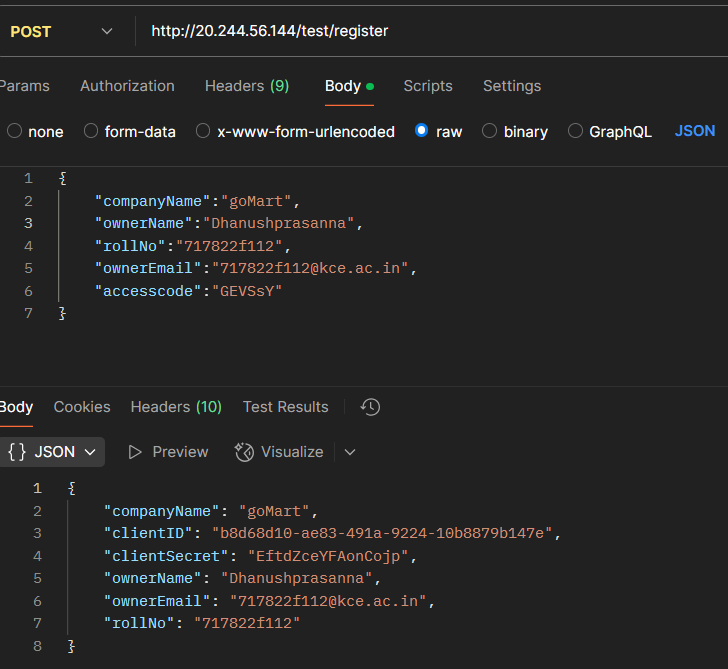 POST http://20.244.56.144/test/register
Params Authorization Headers (9) Body Scripts Settings
none form-data x-www-form-urlencoded raw binary GraphQL JSON
1 {
2 "companyName":"goMart",
3 "ownerName":"Dhanushprasanna",
4 "rollNo":"717822f112",
5 "ownerEmail":"717822f112@kce.ac.in",
6 "accesscode":"GEVSsY"
7 }
Body Cookies Headers (10) Test Results
{} JSON Preview Visualize
1 {
2 "companyName": "goMart",
3 "clientID": "b8d68d10-ae83-491a-9224-10b8879b147e",
4 "clientSecret": "EftdZceYFAonCojp",
5 "ownerName": "Dhanushprasanna",
6 "ownerEmail": "717822f112@kce.ac.in",
7 "rollNo": "717822f112"
8 }